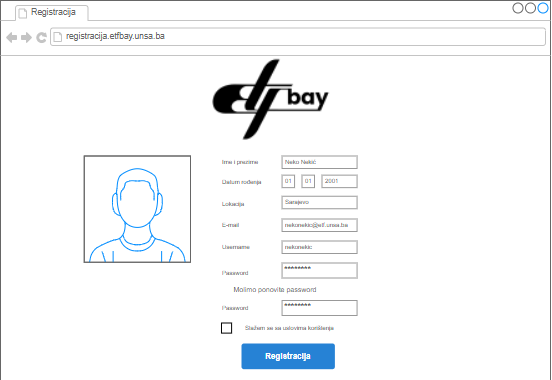 Registracija
registracija.etfbay.unsa.ba
etf bay
Ime i prezime Neko Nekić
Datum rođenja 01 01 2001
Lokacija Sarajevo
E-mail nekonekic@etf.unsa.ba
Username nekonekic
Password ********
Molimo ponovite password
Password ********
Slažem se sa uslovima korištenja
Registracija